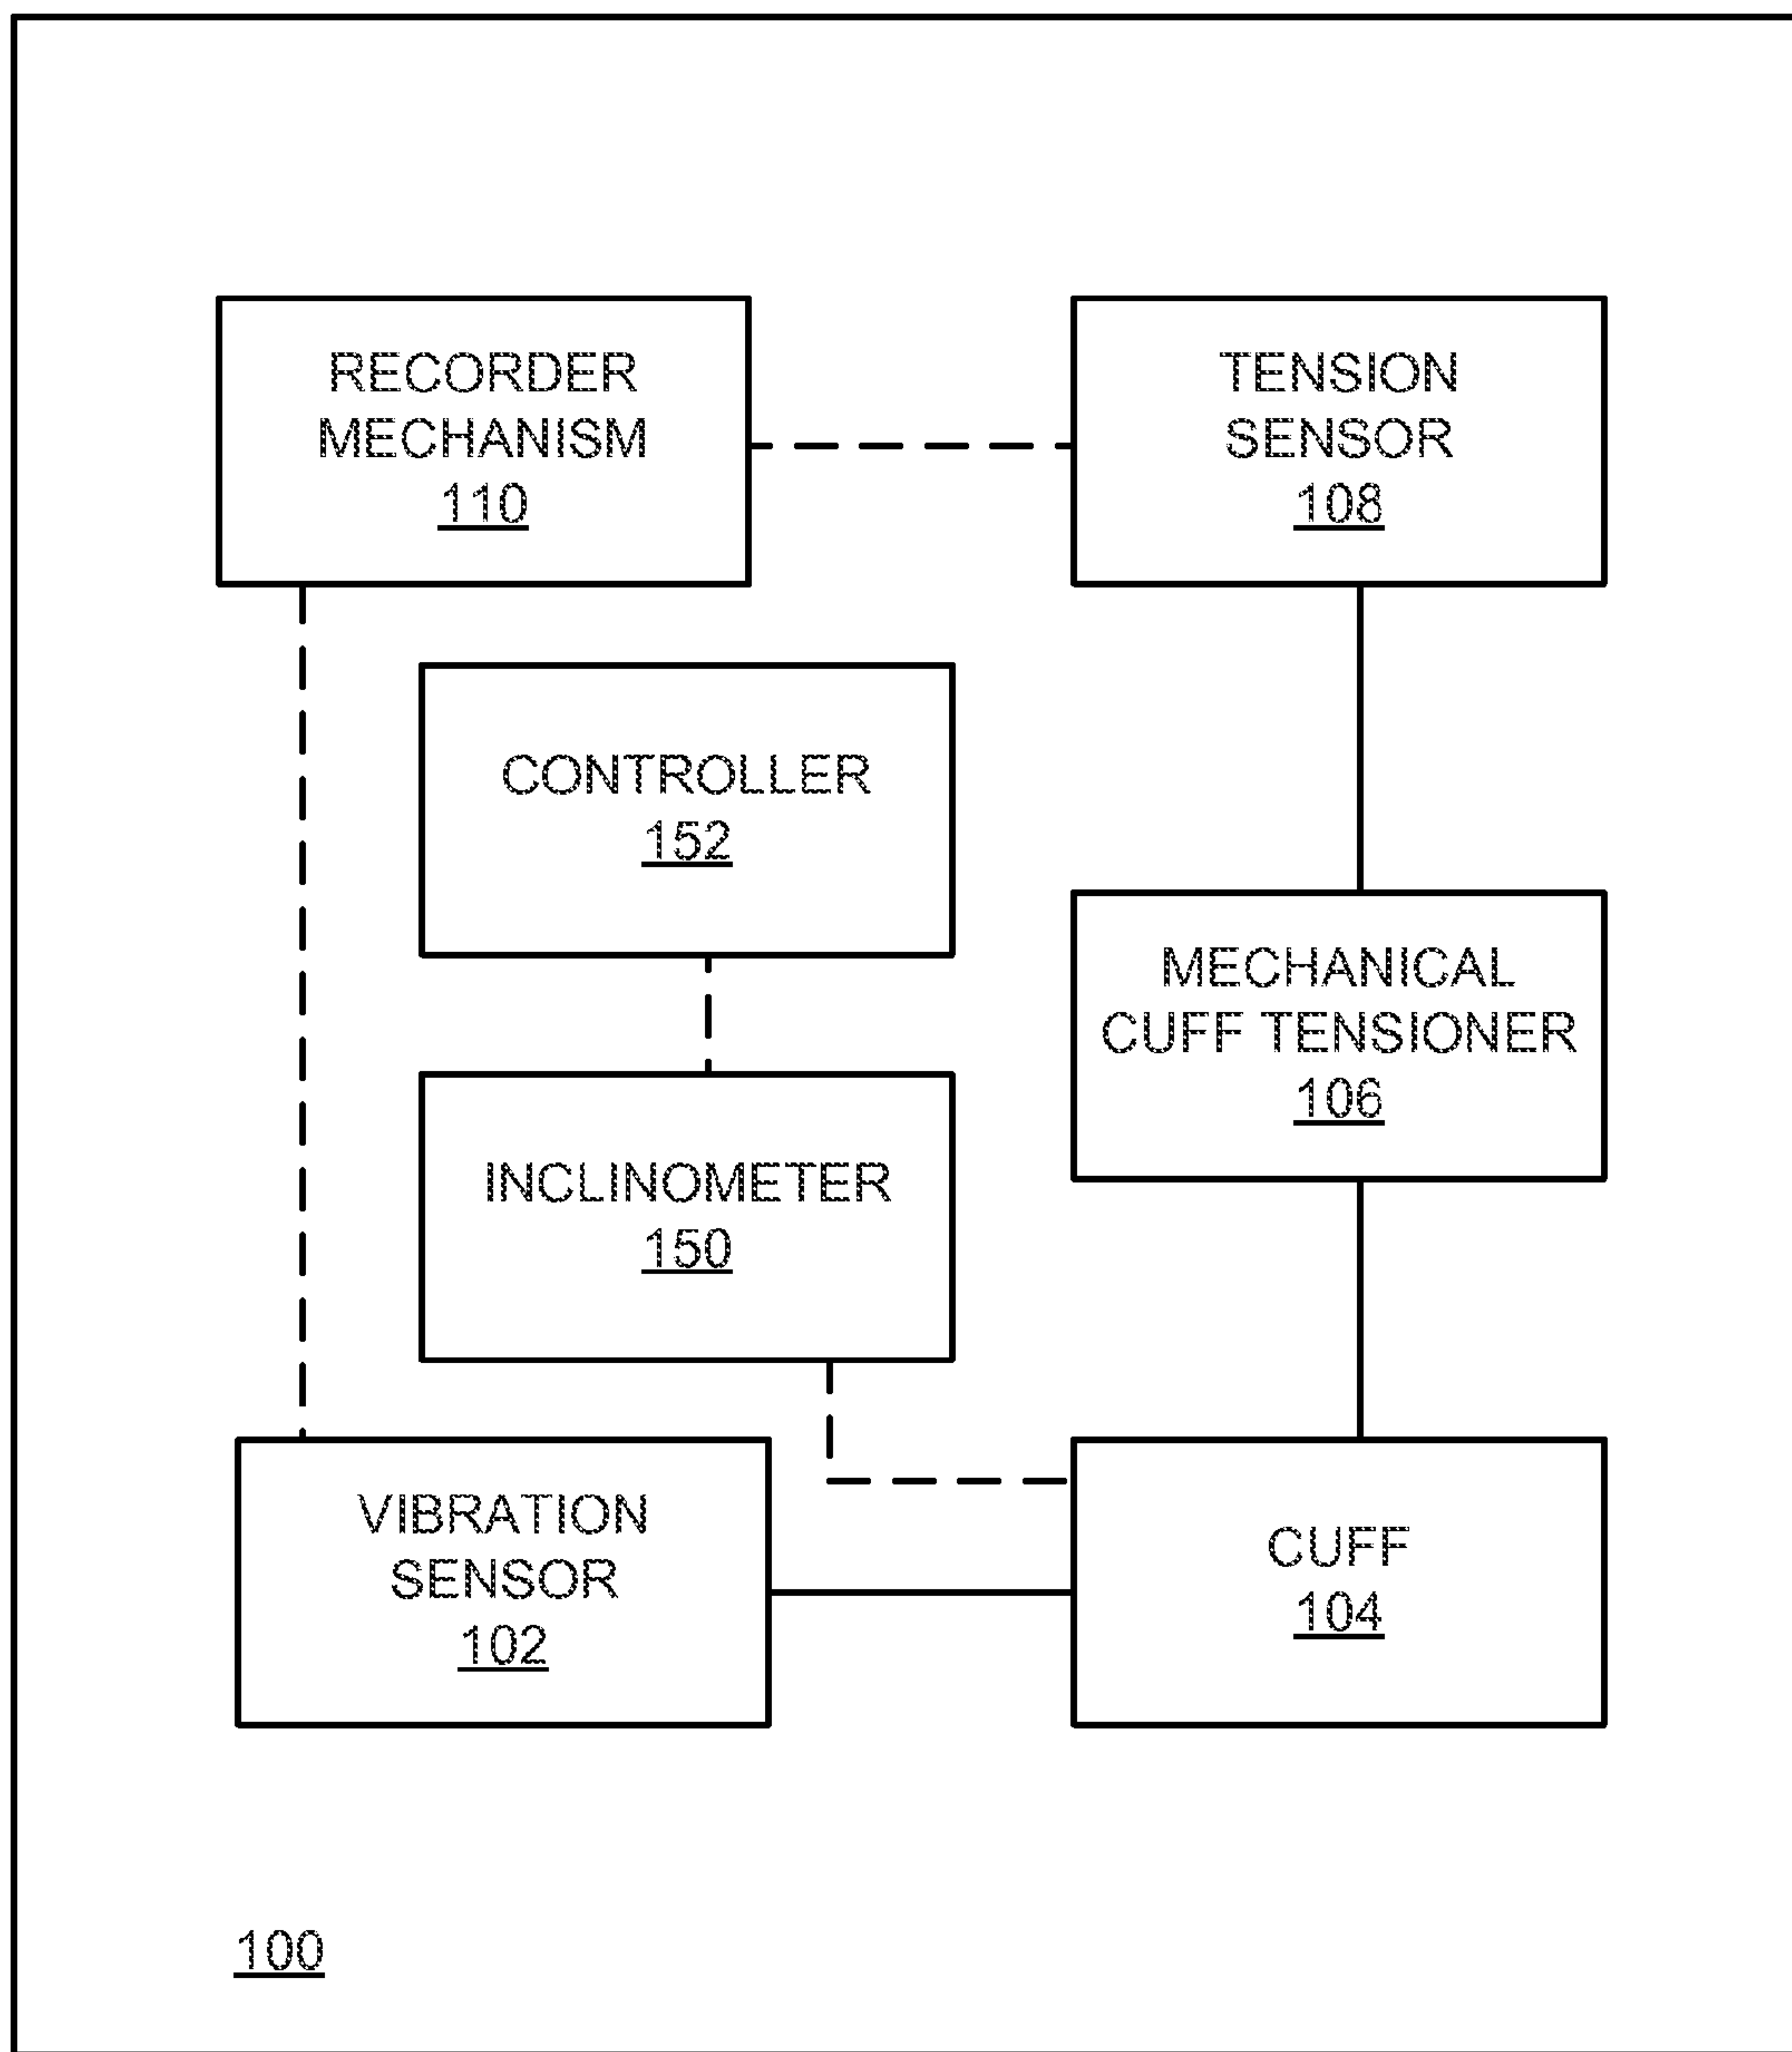 RECORDER
MECHANISM
110
TENSION
SENSOR
108
CONTROLLER
152
MECHANICAL
CUFF TENSIONER
106
INCLINOMETER
150
VIBRATION
SENSOR
102
CUFF
104
100